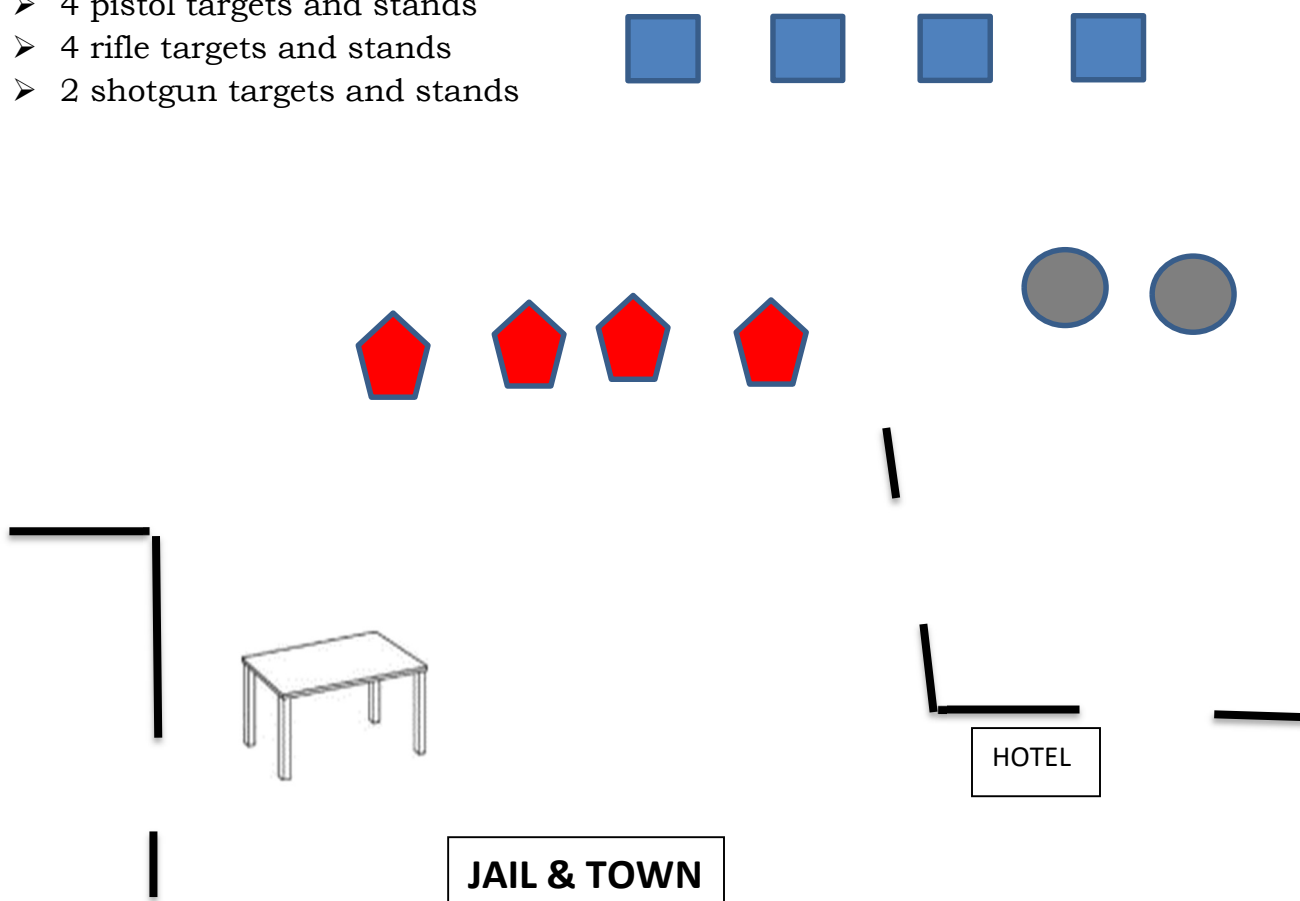 ➢ 4 pistol targets and stands
➢ 4 rifle targets and stands
➢ 2 shotgun targets and stands
HOTEL
JAIL & TOWN